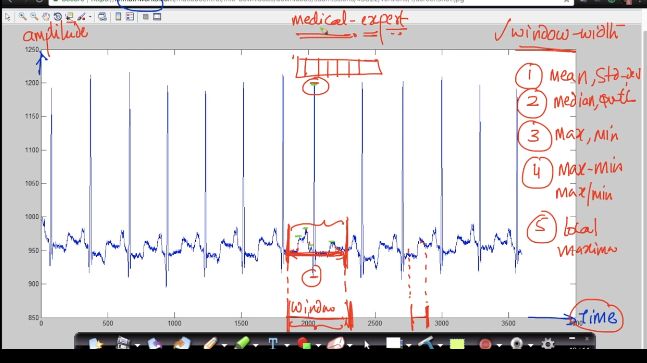 medical-expert
✓ window-width
amplitude
1250
1200
1150
1100
1050
1000
950
900
850
0
500
1000
1500
2000
2500
3000
3500
1
window
Time
1 mean, std-dev
2 median,
3 Max, min
4 Max-min
max/min
5 local
maxima